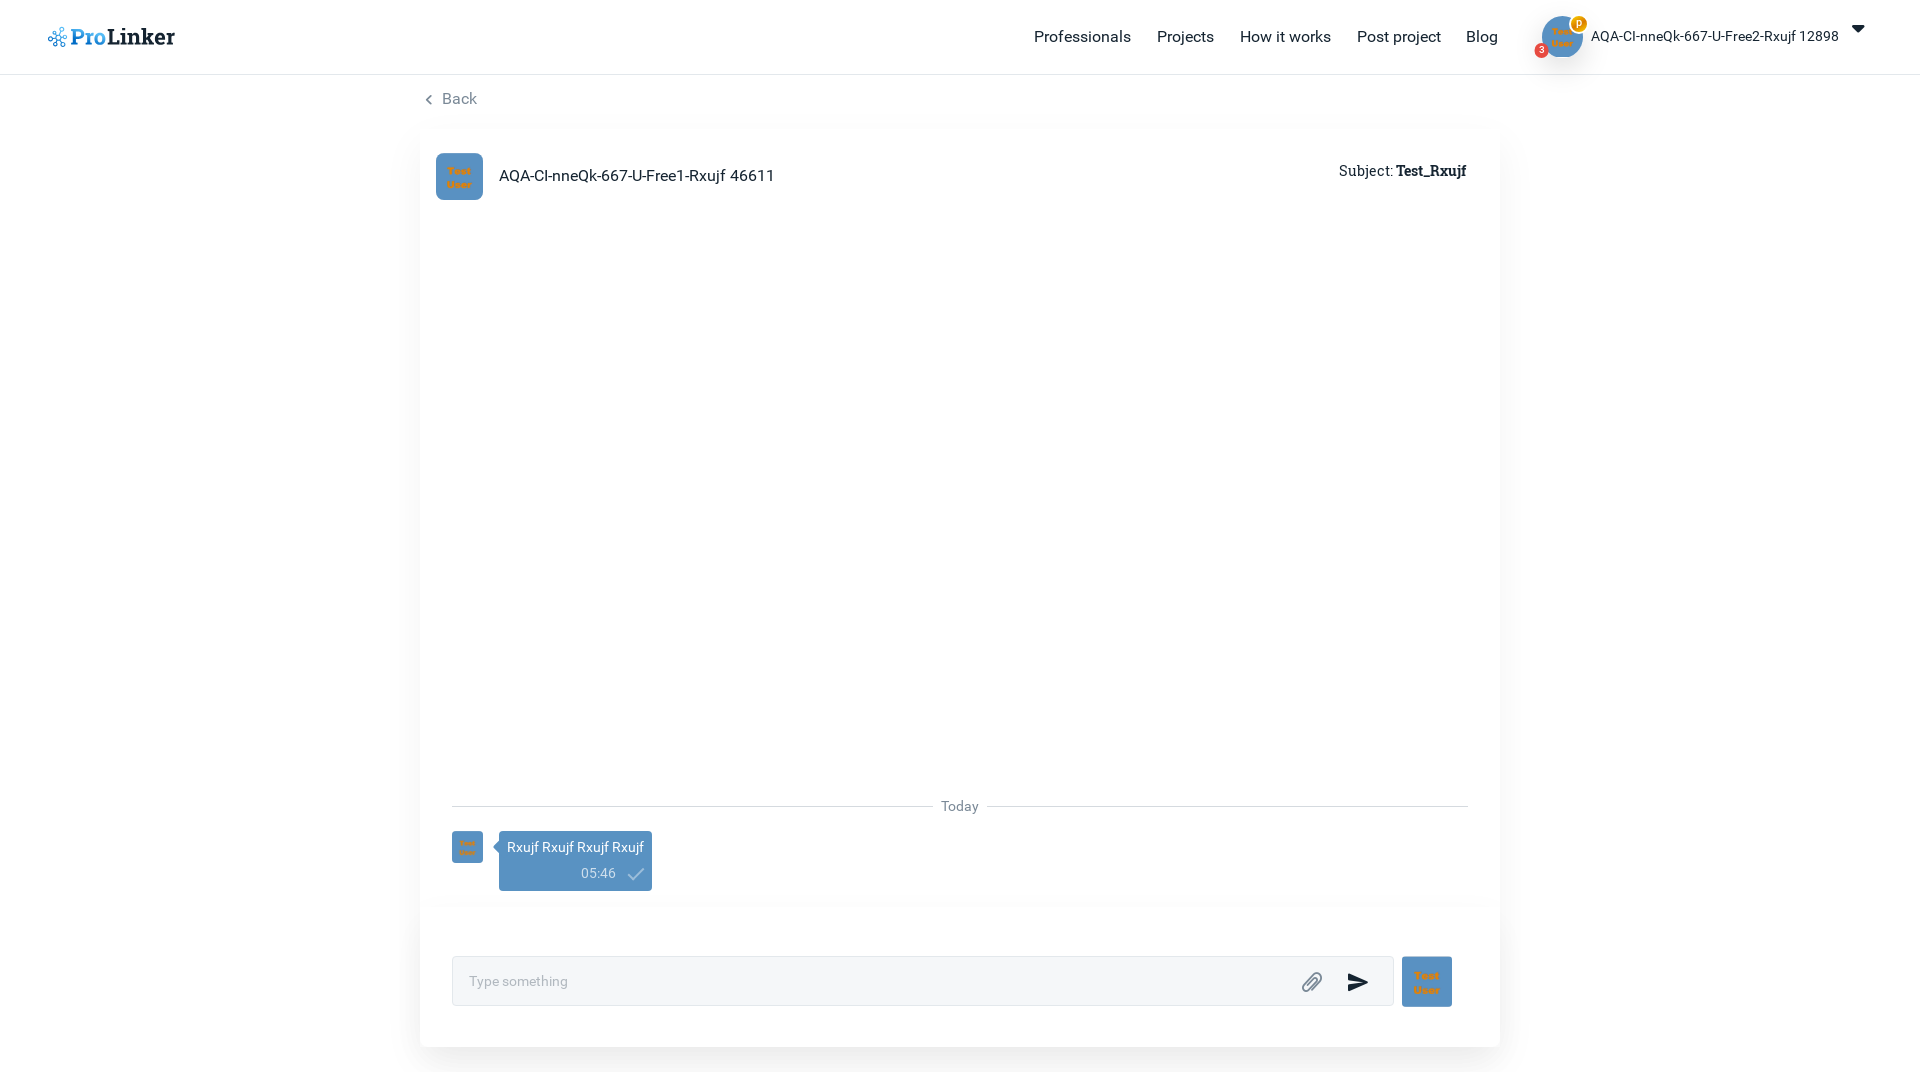 ProLinker
Professionals
Projects
How it works
Post project
Blog
p
3
Test
User
AQA-CI-nneQk-667-U-Free2-Rxujf 12898
Back
Test
User
AQA-CI-nneQk-667-U-Free1-Rxujf 46611
Subject: Test_Rxujf
Today
Test
User
Rxujf Rxujf Rxujf Rxujf
05:46
Type something
Test
User